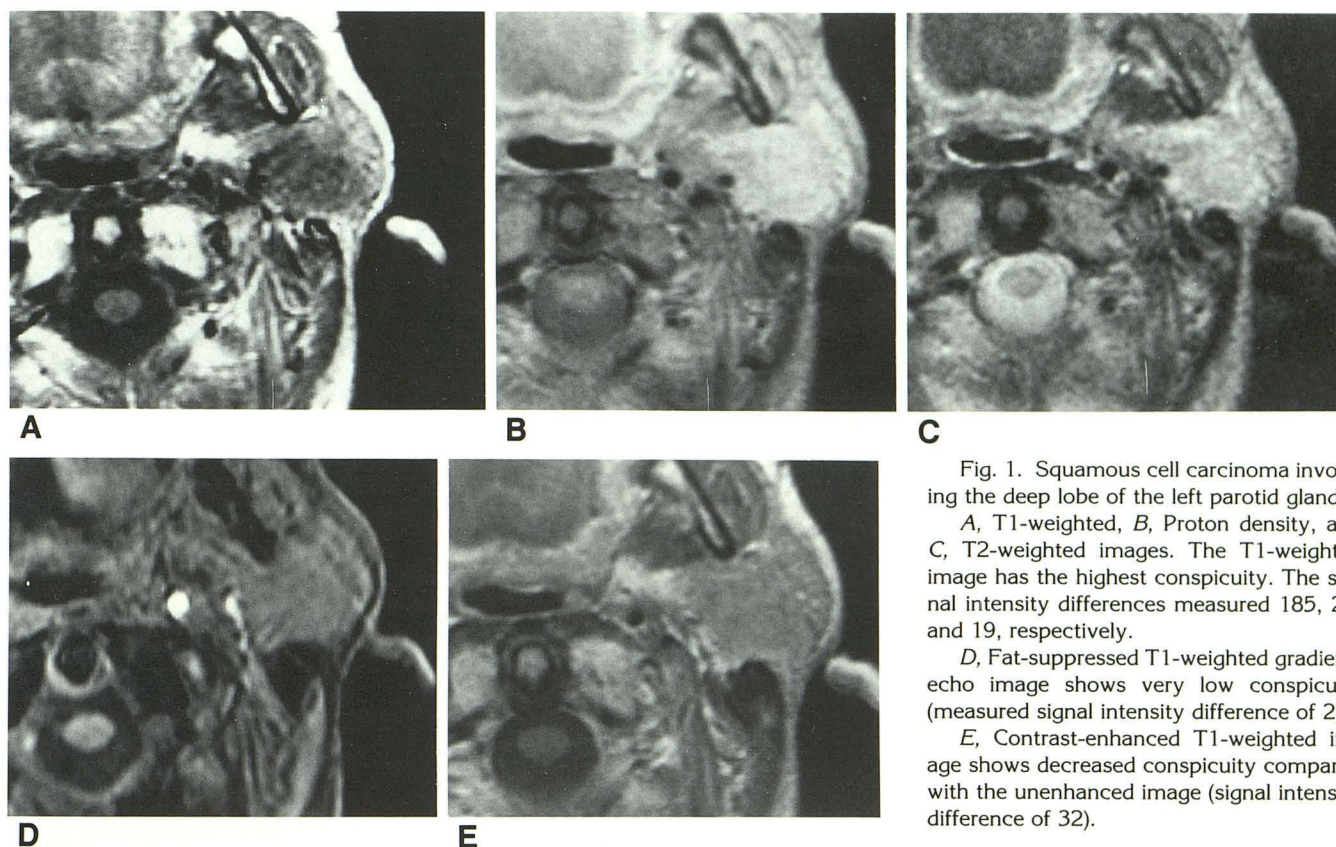 A
B
C
D
E
Fig. 1. Squamous cell carcinoma invo
ing the deep lobe of the left parotid gland
A, T1-weighted, B, Proton density, a
C, T2-weighted images. The T1-weight
image has the highest conspicuity. The s
nal intensity differences measured 185, 2
and 19, respectively.
D, Fat-suppressed T1-weighted gradie
echo image shows very low conspicu
(measured signal intensity difference of 2
E, Contrast-enhanced T1-weighted i
age shows decreased conspicuity compar
with the unenhanced image (signal intens
difference of 32).